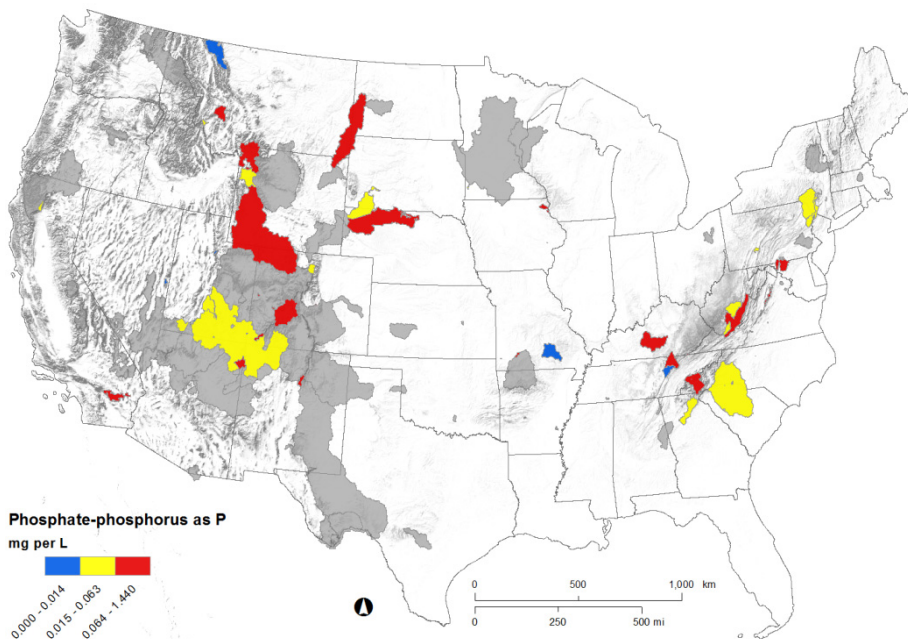 Phosphate-phosphorus as P
mg per L
0.000 - 0.014
0.015 - 0.063
0.064 - 1.440
0 500 1,000 km
0 250 500 mi